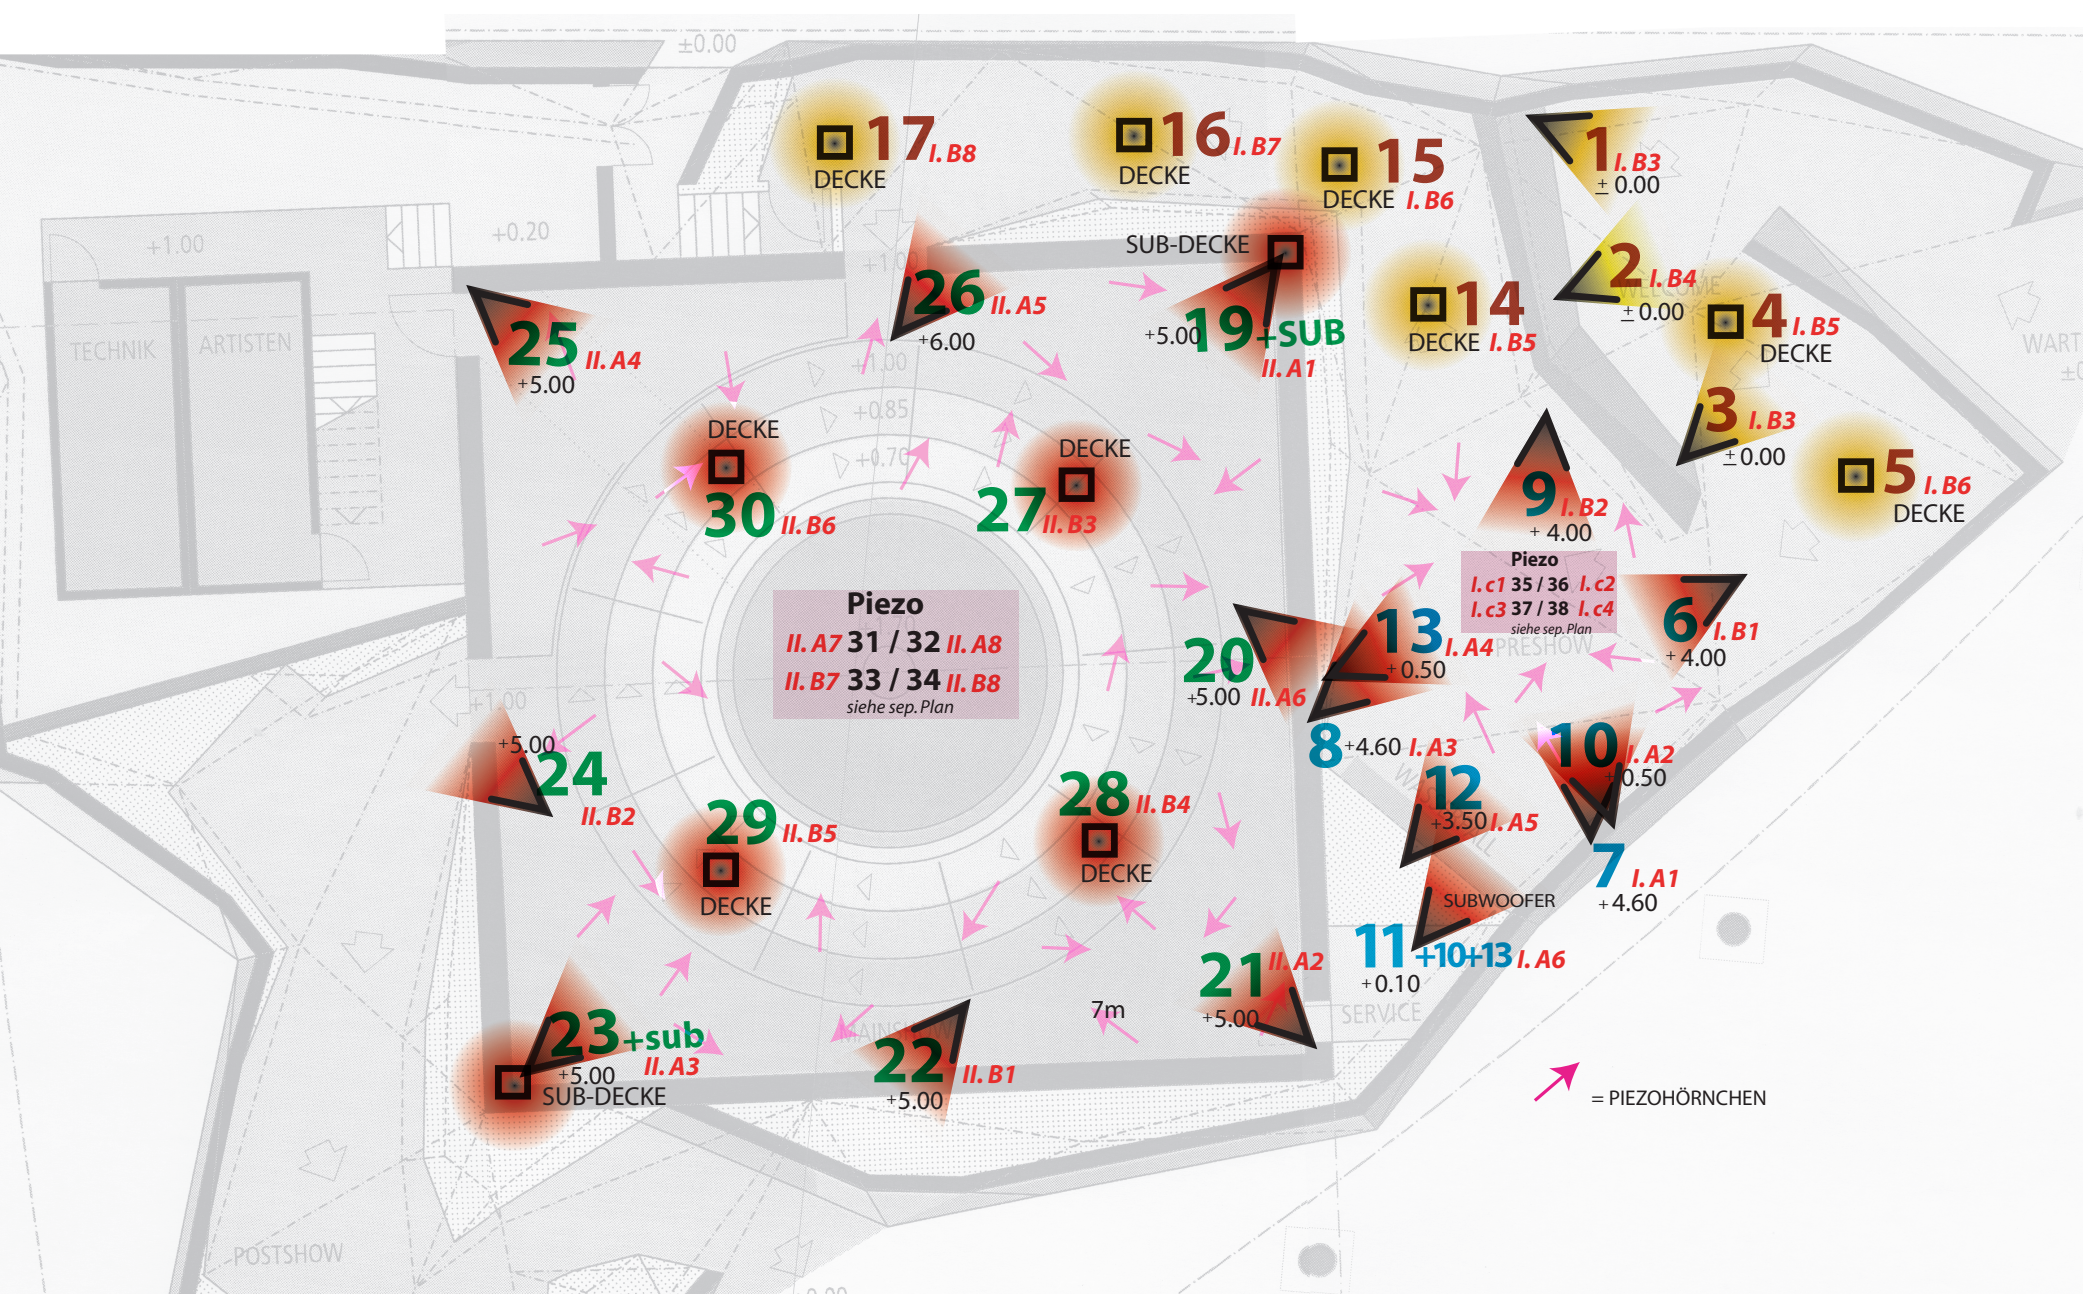 ±0.00
17 I. B8
DECKE
16 I. B7
DECKE
15
DECKE I. B6
1 I. B3
± 0.00
+1.00
+0.20
SUB-DECKE
+1.00
2 I. B4
WELCOME
± 0.00
26 II. A5
+6.00
+5.00 19 +SUB
II. A1
14
DECKE I. B5
4 I. B5
DECKE
TECHNIK
ARTISTEN
25 II. A4
+5.00
WART
+1.00
+0.85
+0.70
3 I. B3
± 0.00
DECKE
30 II. B6
DECKE
27 II. B3
9 I. B2
+ 4.00
5 I. B6
DECKE
Piezo
I. c1 35 / 36 I. c2
I. c3 37 / 38 I. c4
siehe sep. Plan
PRESHOW
Piezo
II. A7 31 / 32 II. A8
II. B7 33 / 34 II. B8
siehe sep. Plan
20
+5.00 II. A6
13 I. A4
+ 0.50
6 I. B1
+ 4.00
+1.00
+5.00
24
II. B2
8 +4.60 I. A3
10 I. A2
+0.50
12
+3.50 I. A5
29 II. B5
DECKE
28 II. B4
DECKE
7 I. A1
+ 4.60
SUBWOOFER
11 +10+13 I. A6
+ 0.10
21 II. A2
+5.00
SERVICE
7m
MAINSHOW
23 +sub
II. A3
+5.00
SUB-DECKE
22 II. B1
+5.00
= PIEZOHÖRNCHEN
POSTSHOW